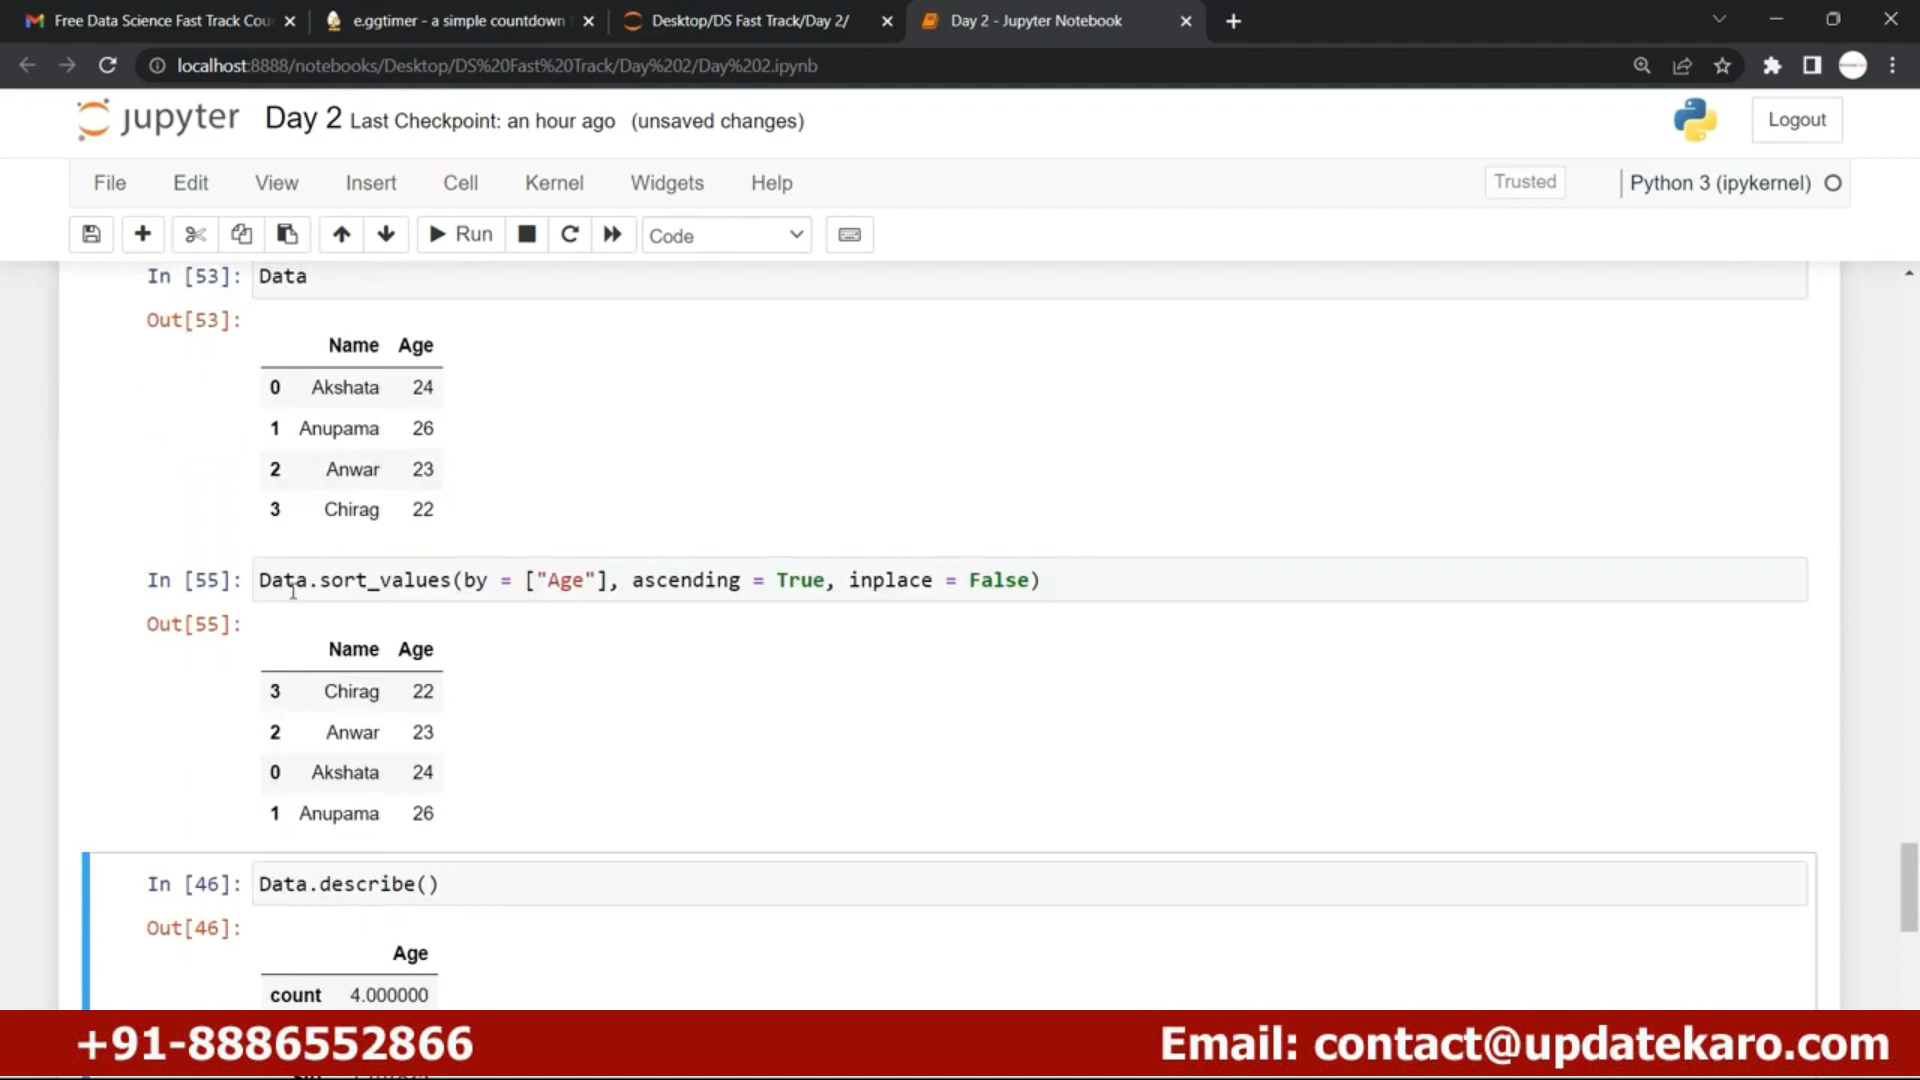 Free Data Science Fast Track Cou
e.ggtimer - a simple countdown
Desktop/DS Fast Track/Day 2/
Day 2 - Jupyter Notebook
localhost:8888/notebooks/Desktop/DS%20Fast%20Track/Day%202/Day%202.ipynb
jupyter Day 2 Last Checkpoint: an hour ago (unsaved changes)
Logout
File Edit View Insert Cell Kernel Widgets Help
Trusted Python 3 (ipykernel)
Run Code
In [53]: Data
Out[53]:
Name Age
0 Akshata 24
1 Anupama 26
2 Anwar 23
3 Chirag 22
In [55]: Data.sort_values(by = ["Age"], ascending = True, inplace = False)
Out[55]:
Name Age
3 Chirag 22
2 Anwar 23
0 Akshata 24
1 Anupama 26
In [46]: Data.describe()
Out[46]:
Age
count 4.000000
+91-8886552866
Email: contact@updatekaro.com